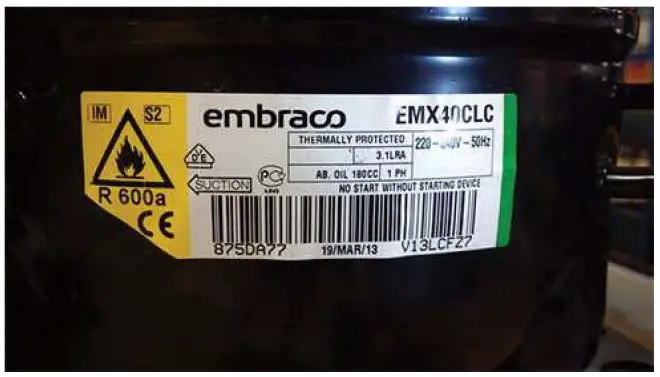 IM S2
embraco EMX40CLC
THERMALLY PROTECTED
220-240V-50Hz
3.1LRA
AB. OIL 180CC 1 PH
NO START WITHOUT STARTING DEVICE
SUCTION
R 600a
CE
875DA77 19/MAR/13 V13LCFZ7